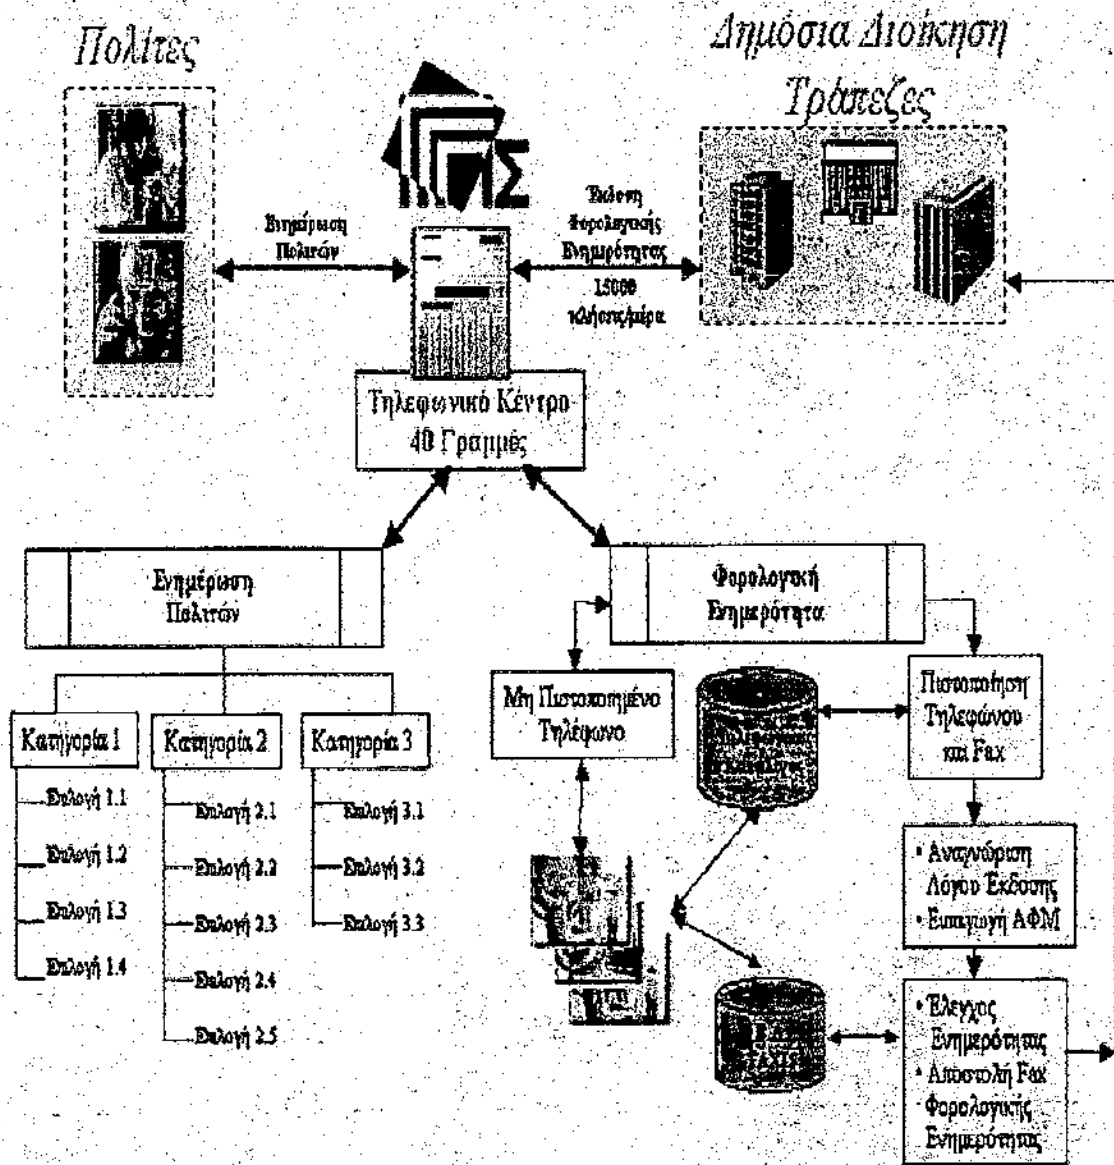 Πολίτες
Δημόσια Διοίκηση
Τράπεζες
Σ
Ενημέρωση
Πολιτών
Έκδοση
Φορολογικής
Ενημερότητας
15000
κλήσεις/μέρα
Τηλεφωνικό Κέντρο
40 Γραμμές
Ενημέρωση
Πολιτών
Φορολογική
Ενημερότητα
Μη Πιστοποιημένο
Τηλέφωνο
Πιστοποίηση
Τηλεφώνου
και Fax
Κατηγορία 1
Κατηγορία 2
Κατηγορία 3
Επιλογή 1.1
Επιλογή 1.2
Επιλογή 1.3
Επιλογή 1.4
Επιλογή 2.1
Επιλογή 2.2
Επιλογή 2.3
Επιλογή 2.4
Επιλογή 2.5
Επιλογή 3.1
Επιλογή 3.2
Επιλογή 3.3
• Αναγνώριση
Λόγου Έκδοσης
• Εισαγωγή ΑΦΜ
TAXIS
• Έλεγχος
Ενημερότητας
• Αποστολή Fax
Φορολογικής
Ενημερότητας